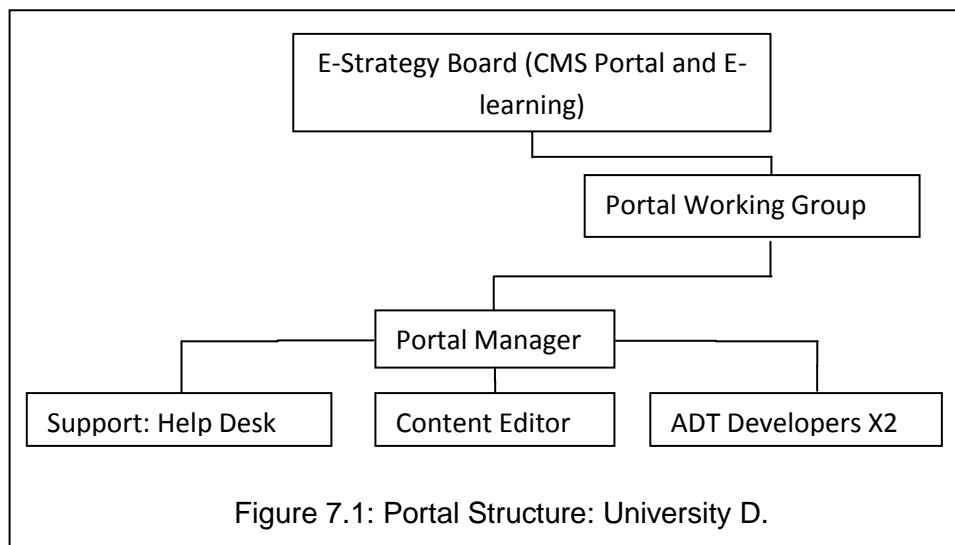 E-Strategy Board (CMS Portal and E-
learning)
Portal Working Group
Portal Manager
Support: Help Desk
Content Editor
ADT Developers X2
Figure 7.1: Portal Structure: University D.